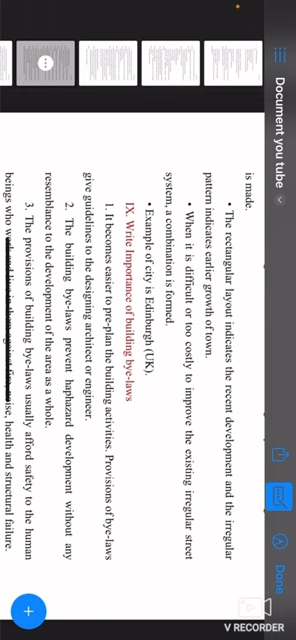 Document you tube
Done
is made.
• The rectangular layout indicates the recent development and the irregular
pattern indicates earlier growth of town.
• When it is difficult or too costly to improve the existing irregular street
system, a combination is formed.
• Example of city is Edinburgh (UK).
IX. Write Importance of building bye-laws
1. It becomes easier to pre-plan the building activities. Provisions of bye-laws
give guidelines to the designing architect or engineer.
2. The building bye-laws prevent haphazard development without any
resemblance to the development of the area as a whole.
3. The provisions of building bye-laws usually afford safety to the human
beings who health and structural failure.
V RECORDER